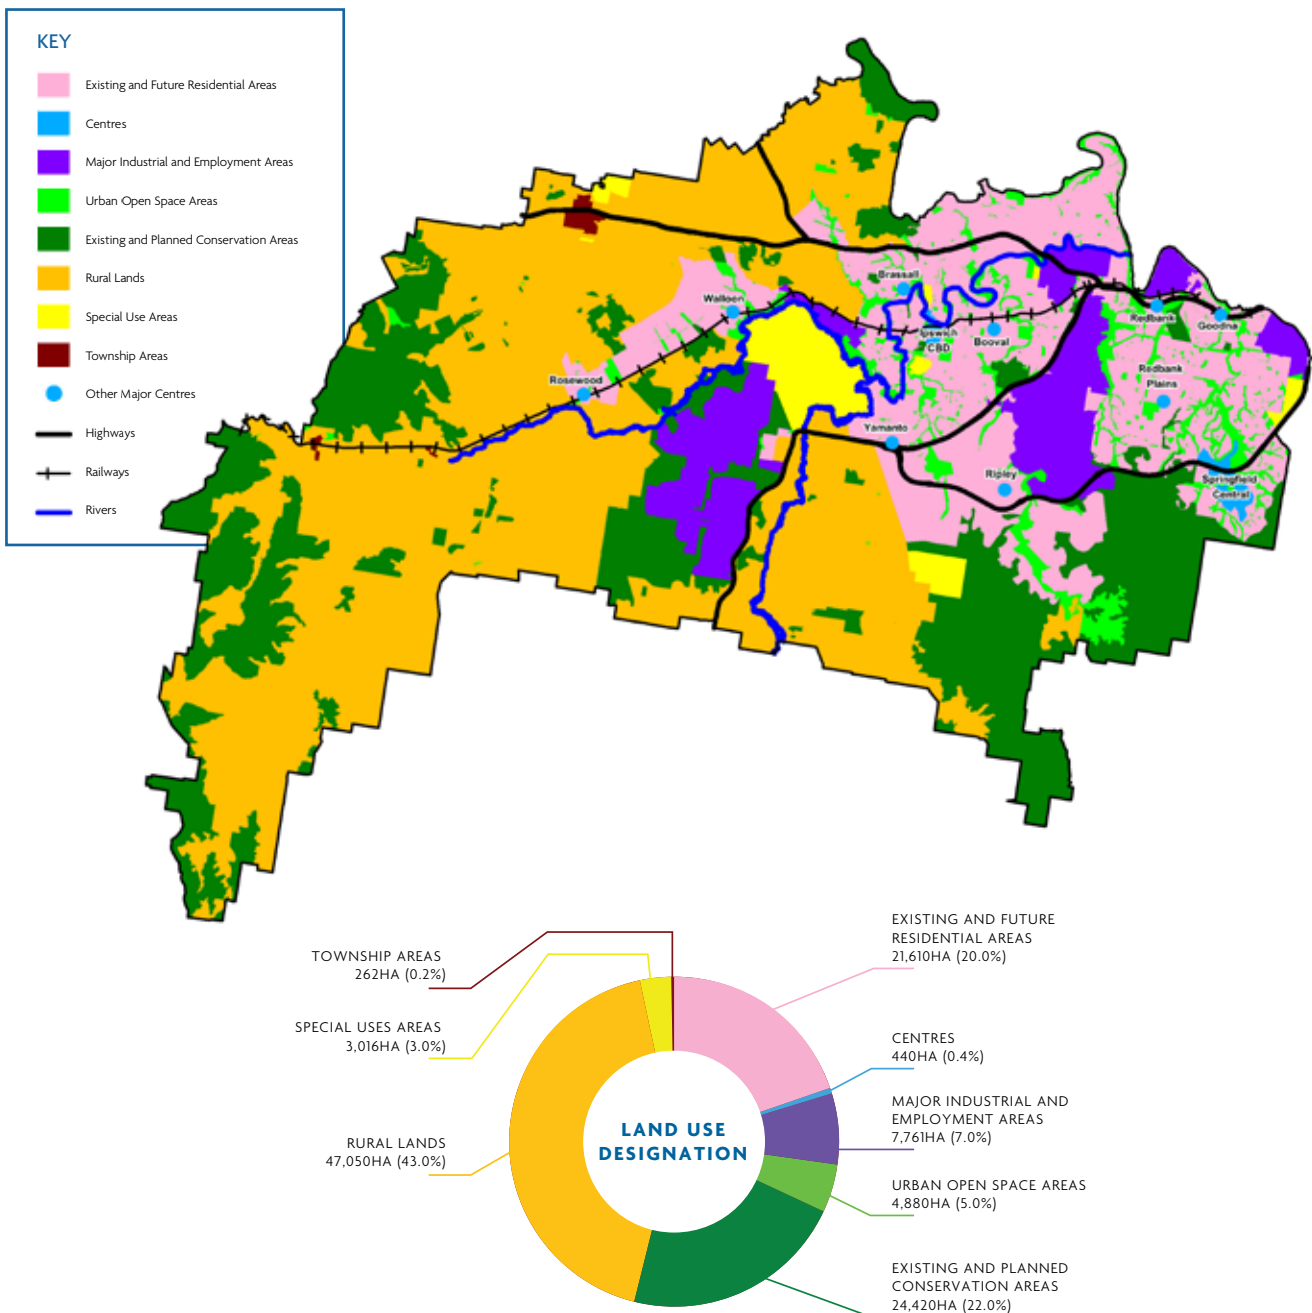 KEY
Existing and Future Residential Areas
Centres
Major Industrial and Employment Areas
Urban Open Space Areas
Existing and Planned Conservation Areas
Rural Lands
Special Use Areas
Township Areas
Other Major Centres
Highways
Railways
Rivers
Brassall
Walloon
Ipswich
CBD
Booval
Redbank
Goodna
Rosewood
Redbank
Plains
Yamanto
Ripley
Springfield
Central
TOWNSHIP AREAS
262HA (0.2%)
SPECIAL USES AREAS
3,016HA (3.0%)
RURAL LANDS
47,050HA (43.0%)
LAND USE
DESIGNATION
EXISTING AND FUTURE
RESIDENTIAL AREAS
21,610HA (20.0%)
CENTRES
440HA (0.4%)
MAJOR INDUSTRIAL AND
EMPLOYMENT AREAS
7,761HA (7.0%)
URBAN OPEN SPACE AREAS
4,880HA (5.0%)
EXISTING AND PLANNED
CONSERVATION AREAS
24,420HA (22.0%)